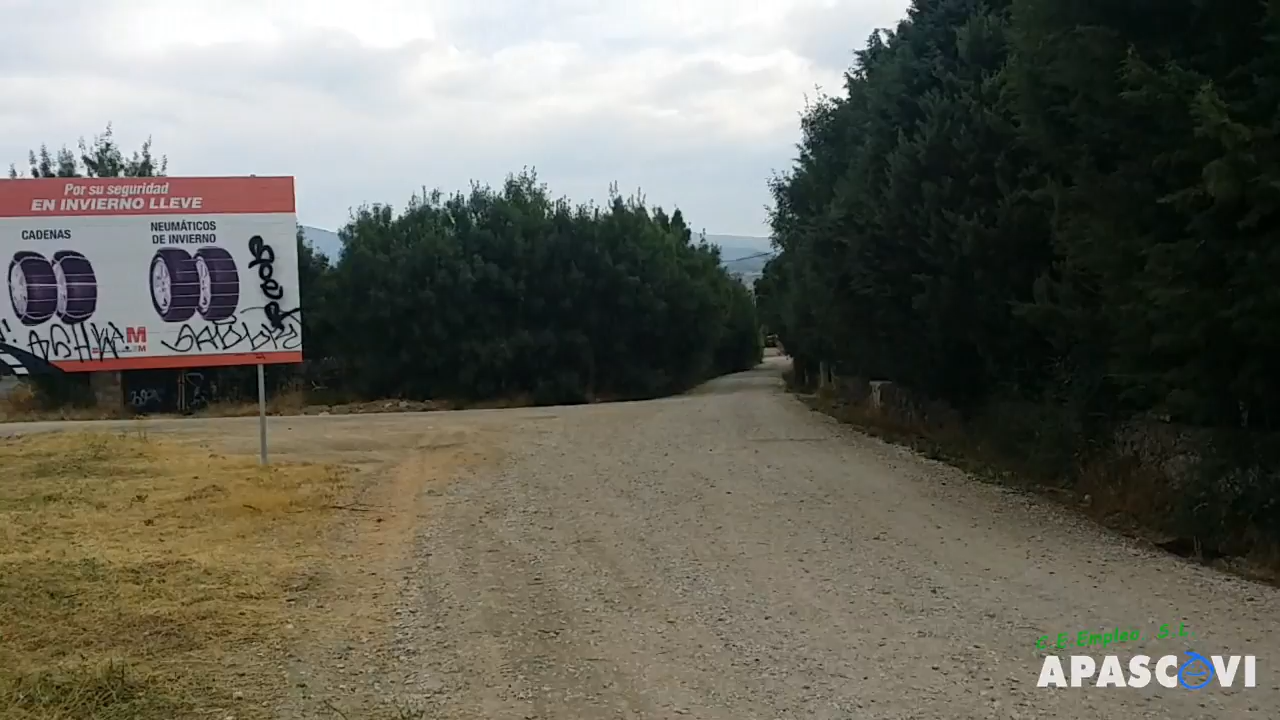 Por su seguridad
EN INVIERNO LLEVE
CADENAS
NEUMÁTICOS
DE INVIERNO
M
C.E.Empleo S.L
APASCOVI